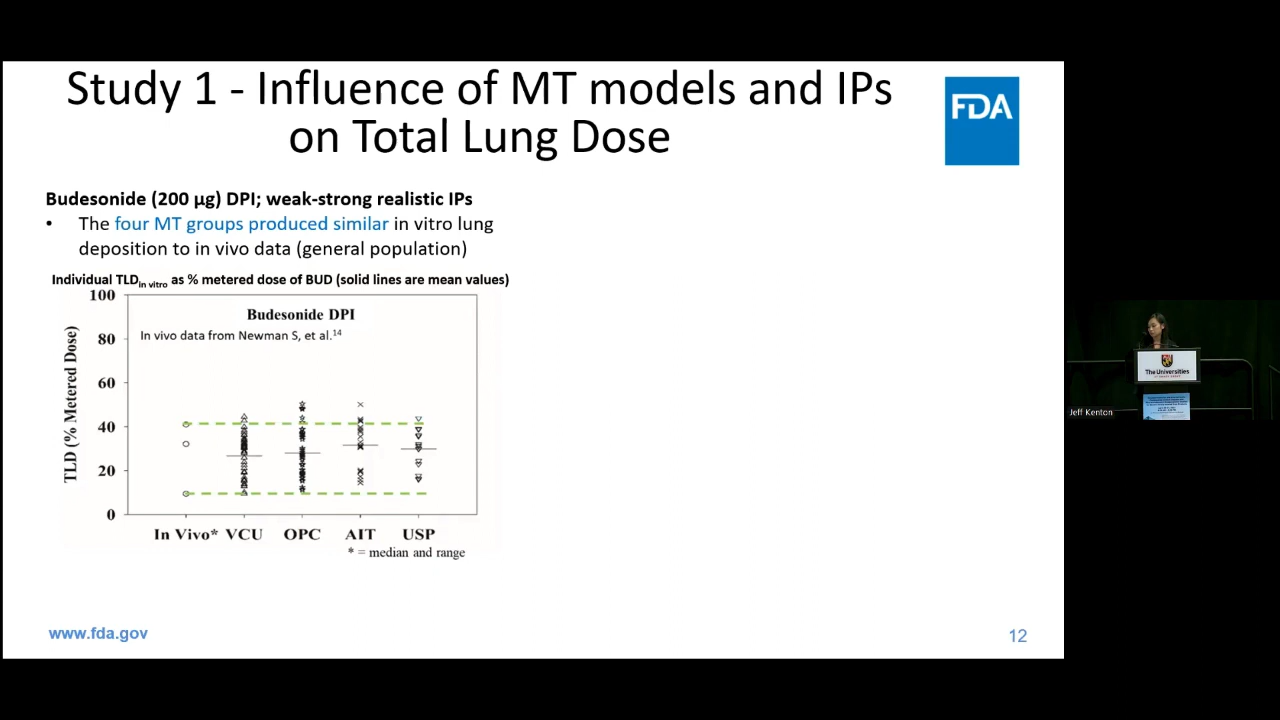 Study 1 - Influence of MT models and IPs
on Total Lung Dose
FDA
Budesonide (200 µg) DPI; weak-strong realistic IPs
• The four MT groups produced similar in vitro lung
deposition to in vivo data (general population)
Individual TLDin vitro as % metered dose of BUD (solid lines are mean values)
Budesonide DPI
In vivo data from Newman S, et al.14
TLD (% Metered Dose)
100
80
60
40
20
0
In Vivo* VCU OPC AIT USP
* = median and range
www.fda.gov
12
The Universities
Jeff Kenton